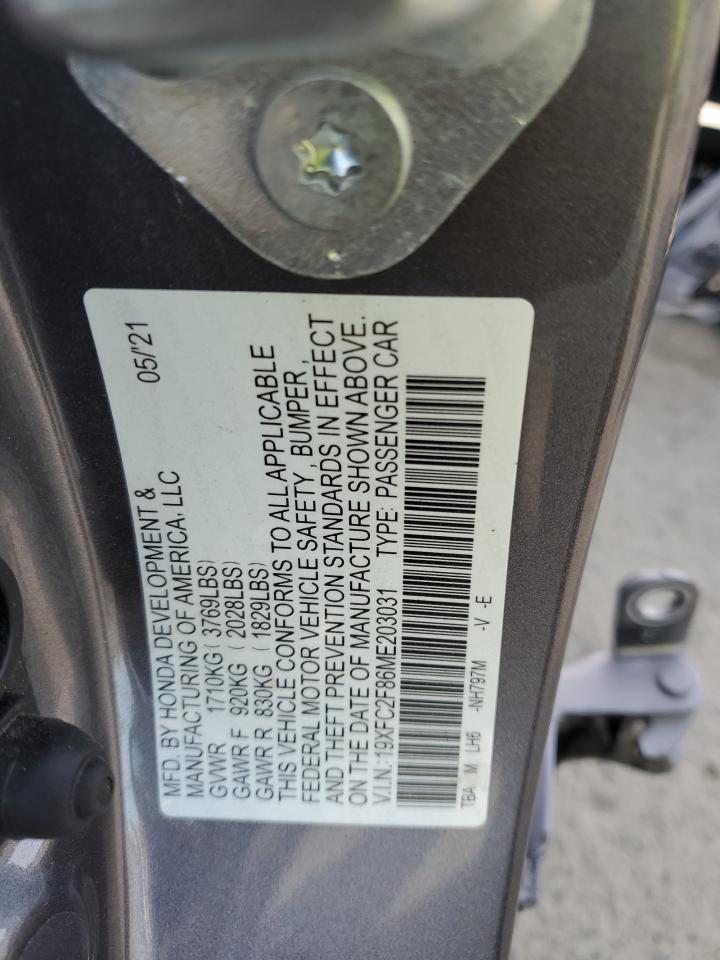 MFD. BY HONDA DEVELOPMENT & 05/'21
MANUFACTURING OF AMERICA, LLC
GVWR 1710KG ( 3769LBS)
GAWR F 920KG ( 2028LBS)
GAWR R 830KG ( 1829LBS)
THIS VEHICLE CONFORMS TO ALL APPLICABLE
FEDERAL MOTOR VEHICLE SAFETY , BUMPER ,
AND THEFT PREVENTION STANDARDS IN EFFECT
ON THE DATE OF MANUFACTURE SHOWN ABOVE.
V.I.N.:19XFC2F86ME203031 TYPE: PASSENGER CAR
TBA M LH6 -NH797M -V -E